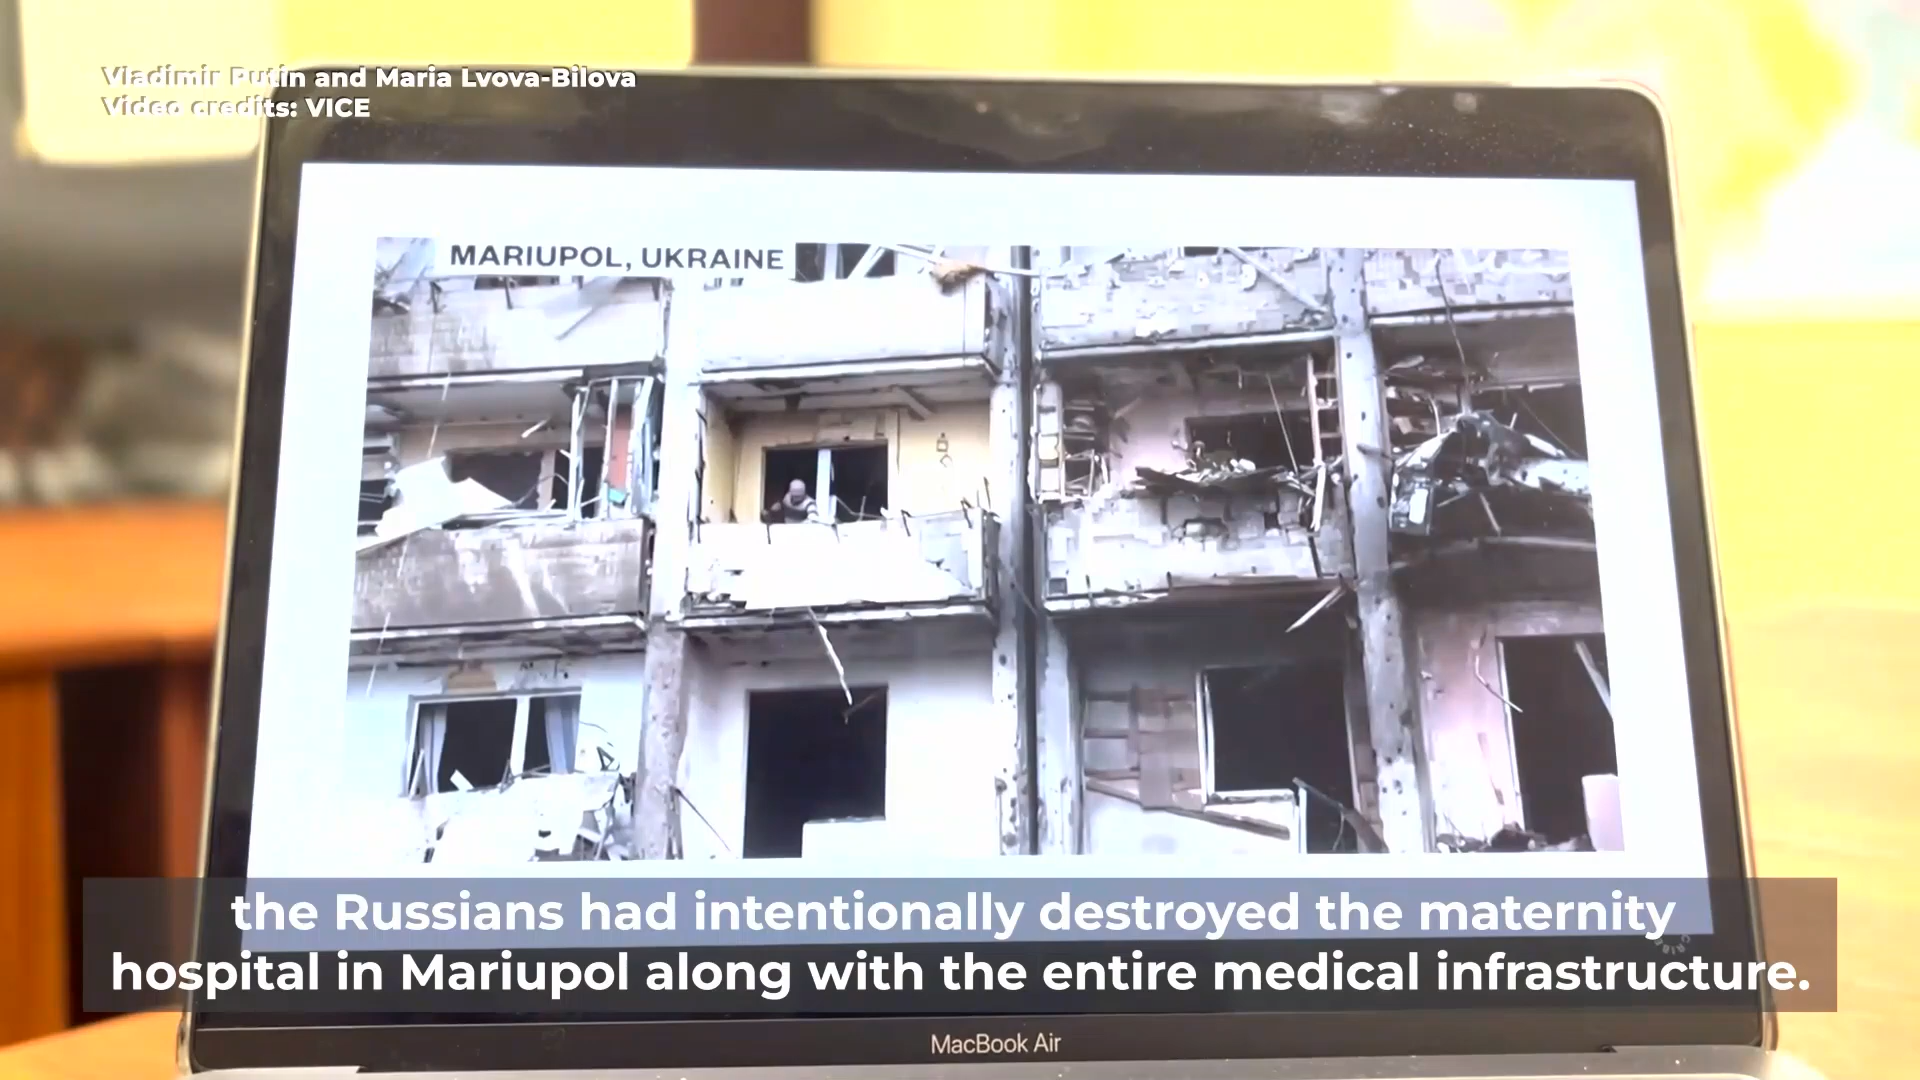 Vladimir Putin and Maria Lvova-Bilova
Video credits: VICE
MARIUPOL, UKRAINE
the Russians had intentionally destroyed the maternity
hospital in Mariupol along with the entire medical infrastructure.
MacBook Air